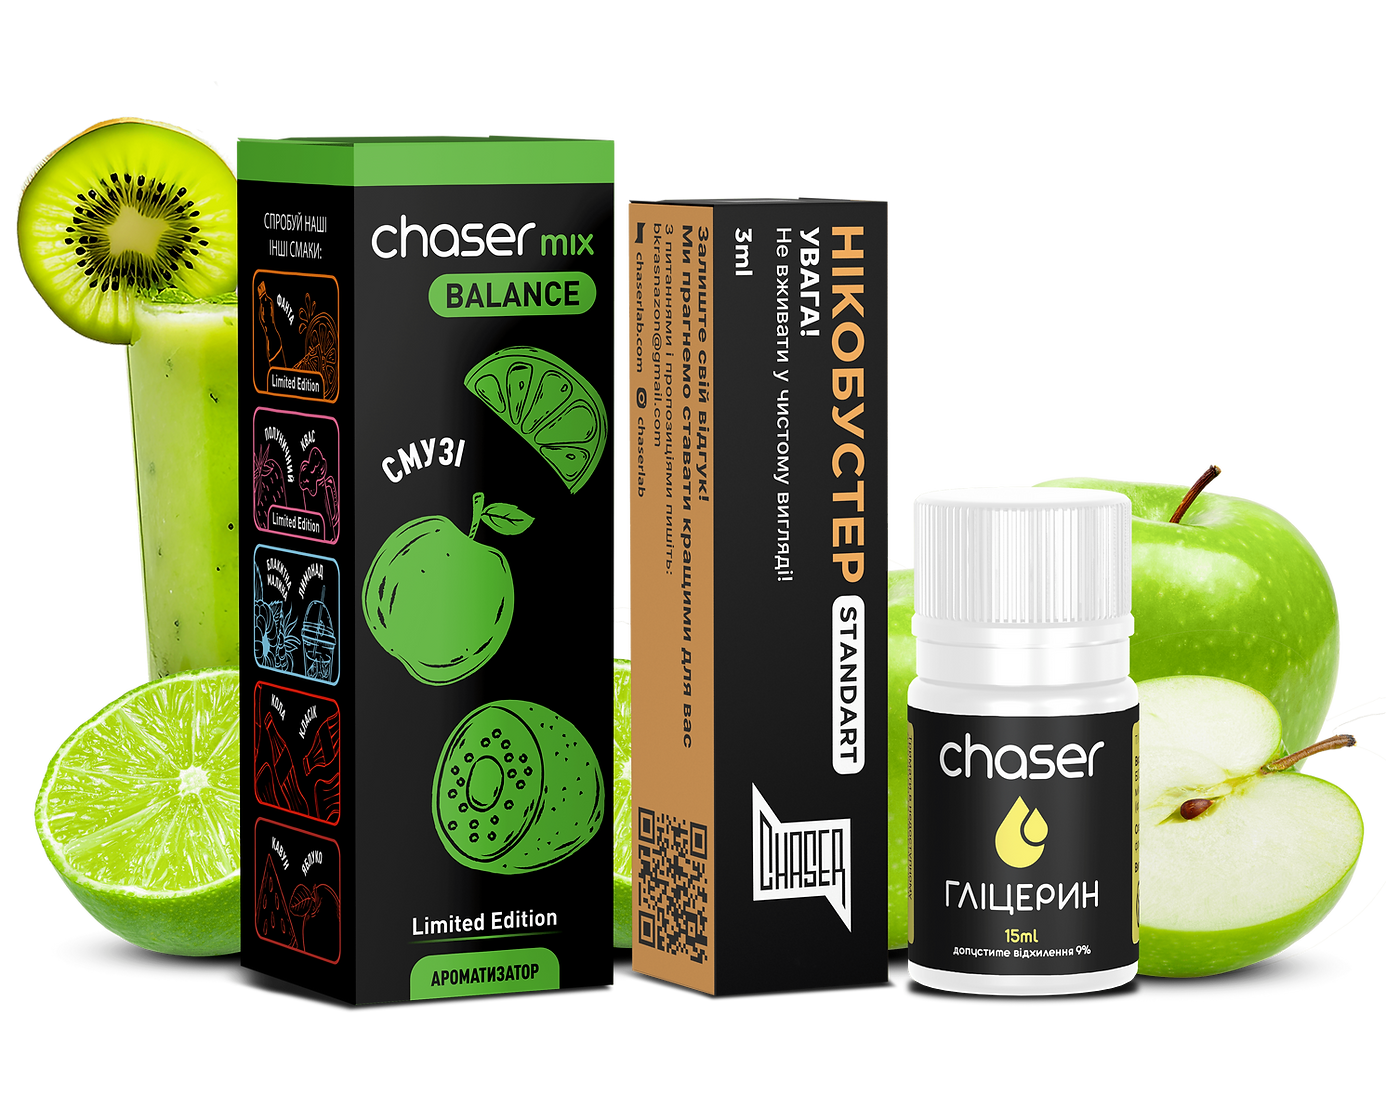 СПРОБУЙ НАШІ
ІНШІ СМАКИ:
ФАНТА
Limited Edition
ПОЛУНИЧНИЙ
КВАС
Limited Edition
БЛАКИТНА
МАЛИНА
ЛИМОНАД
КОЛА
КЛАСІК
КАВУН
ЯБЛУКО
chaser mix
BALANCE
СМУЗІ
Limited Edition
АРОМАТИЗАТОР
Залиште свій відгук!
Ми прагнемо ставати кращими для вас
З питаннями і пропозиціями пишіть:
bkrasnazon@gmail.com
chaserlab.com chaserlab
НІКОБУСТЕР STANDART
УВАГА!
Не вживати у чистому вигляді!
3ml
CHASER
chaser
ГЛІЦЕРИН
15ml
допустиме відхилення 9%